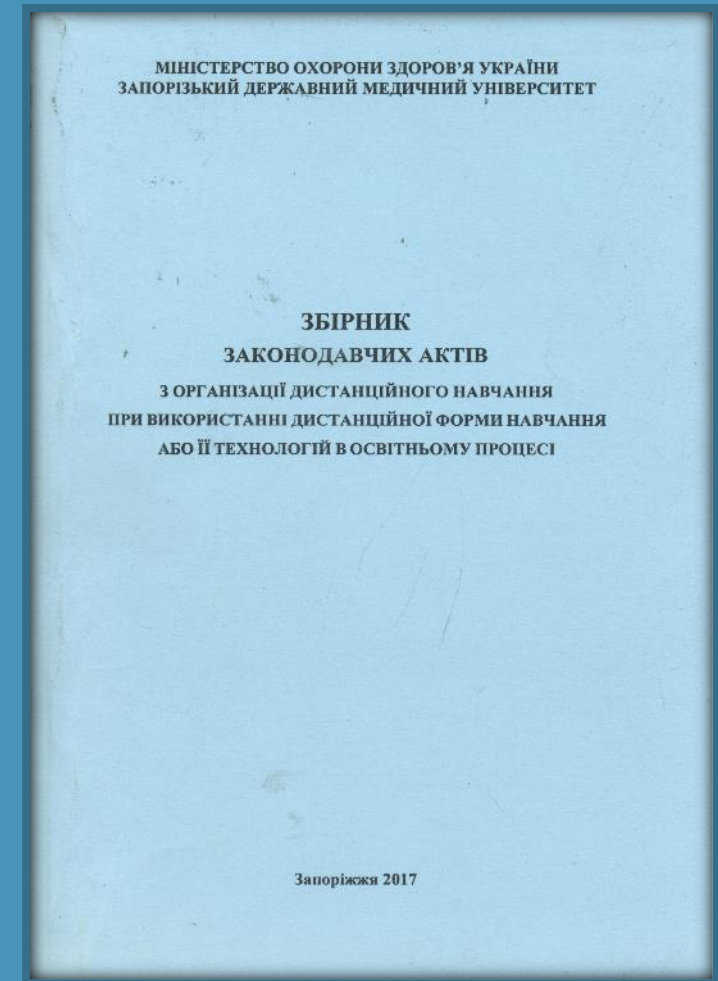 МІНІСТЕРСТВО ОХОРОНИ ЗДОРОВ'Я УКРАЇНИ
ЗАПОРІЗЬКИЙ ДЕРЖАВНИЙ МЕДИЧНИЙ УНІВЕРСИТЕТ
ЗБІРНИК
ЗАКОНОДАВЧИХ АКТІВ
З ОРГАНІЗАЦІЇ ДИСТАНЦІЙНОГО НАВЧАННЯ
ПРИ ВИКОРИСТАННІ ДИСТАНЦІЙНОЇ ФОРМИ НАВЧАННЯ
АБО ЇЇ ТЕХНОЛОГІЙ В ОСВІТНЬОМУ ПРОЦЕСІ
Запоріжжя 2017